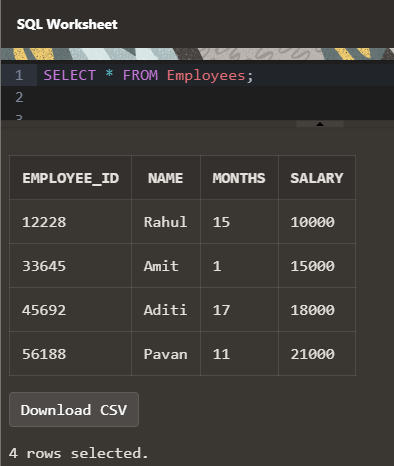 SQL Worksheet
1 SELECT * FROM Employees;
2
3
EMPLOYEE_ID NAME MONTHS SALARY
12228 Rahul 15 10000
33645 Amit 1 15000
45692 Aditi 17 18000
56188 Pavan 11 21000
Download CSV
4 rows selected.